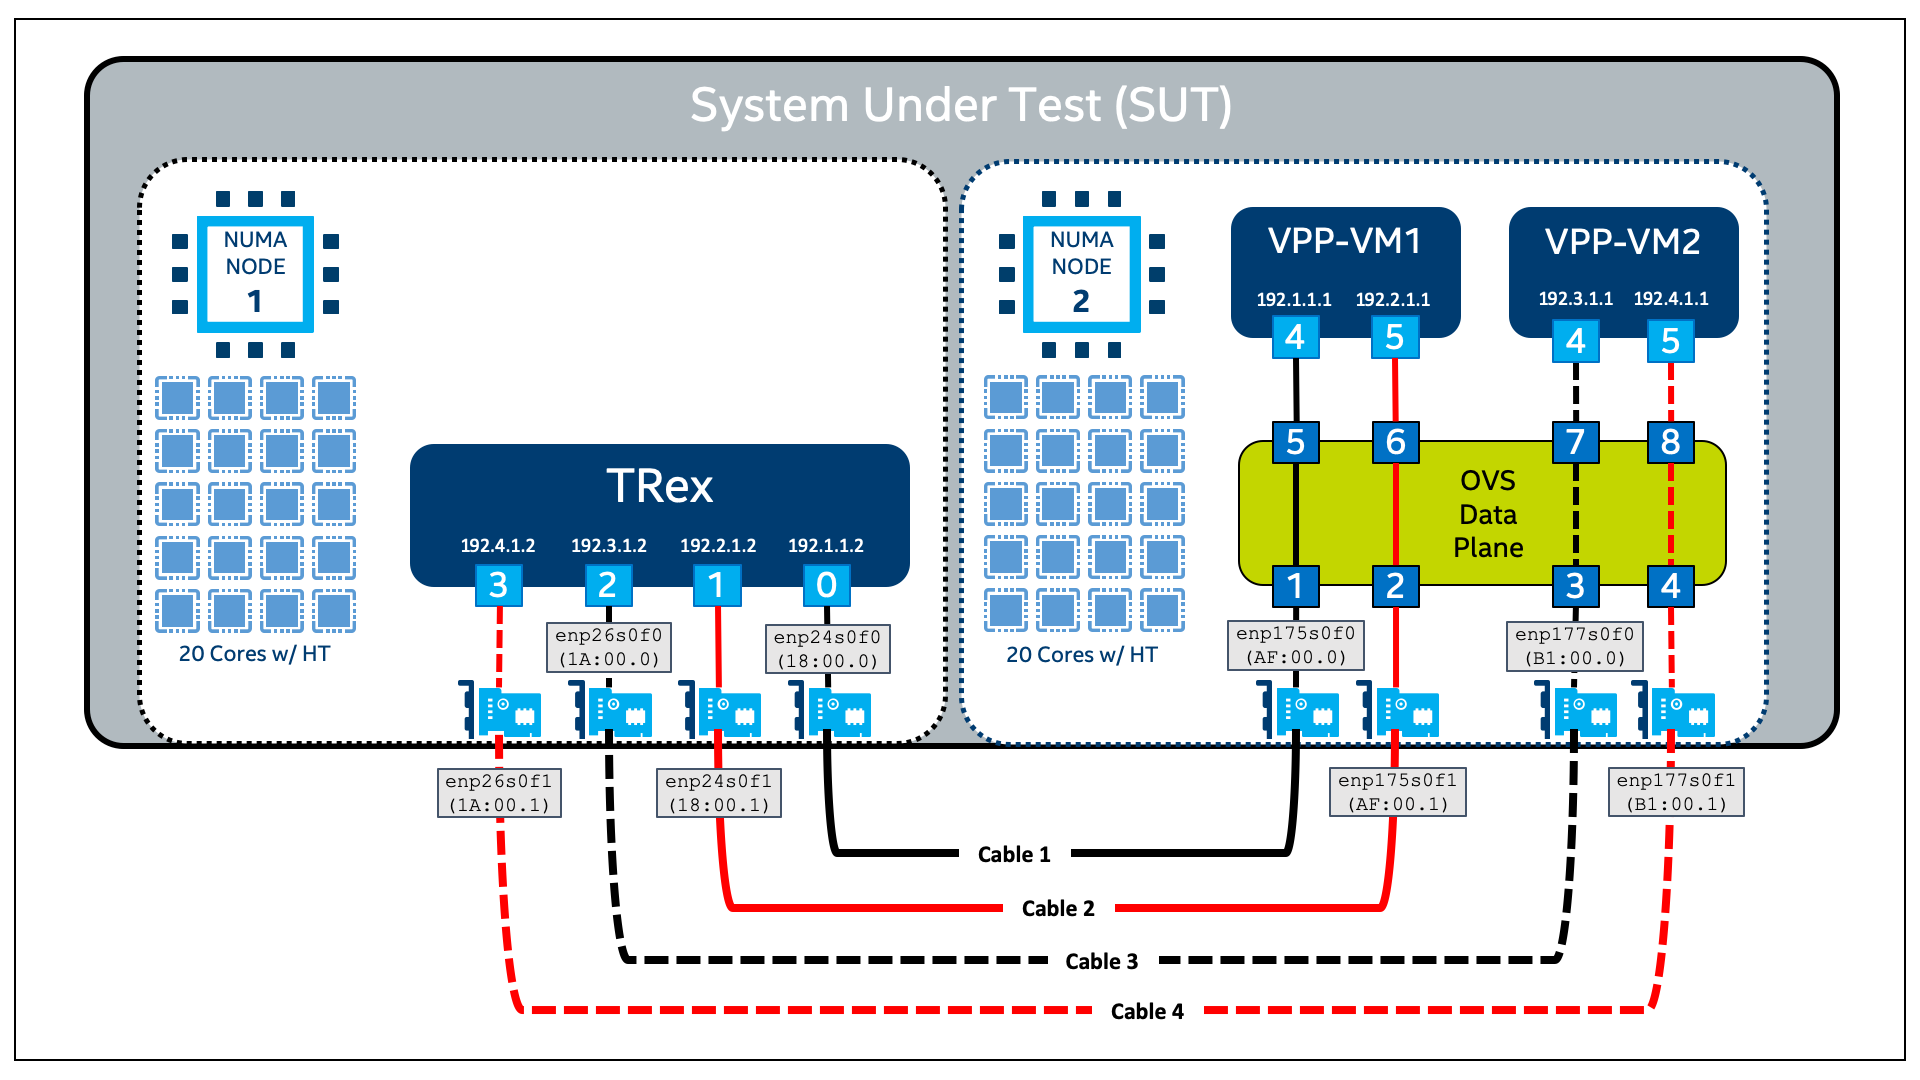 System Under Test (SUT)
NUMA
NODE
1
20 Cores w/ HT
TRex
192.4.1.2 192.3.1.2 192.2.1.2 192.1.1.2
3 2 1 0
enp26s0f0
(1A:00.0)
enp24s0f0
(18:00.0)
enp26s0f1
(1A:00.1)
enp24s0f1
(18:00.1)
NUMA
NODE
2
20 Cores w/ HT
VPP-VM1
192.1.1.1 192.2.1.1
4 5
VPP-VM2
192.3.1.1 192.4.1.1
4 5
5 6 7 8
OVS
Data
Plane
1 2 3 4
enp175s0f0
(AF:00.0)
enp177s0f0
(B1:00.0)
enp175s0f1
(AF:00.1)
enp177s0f1
(B1:00.1)
Cable 1
Cable 2
Cable 3
Cable 4